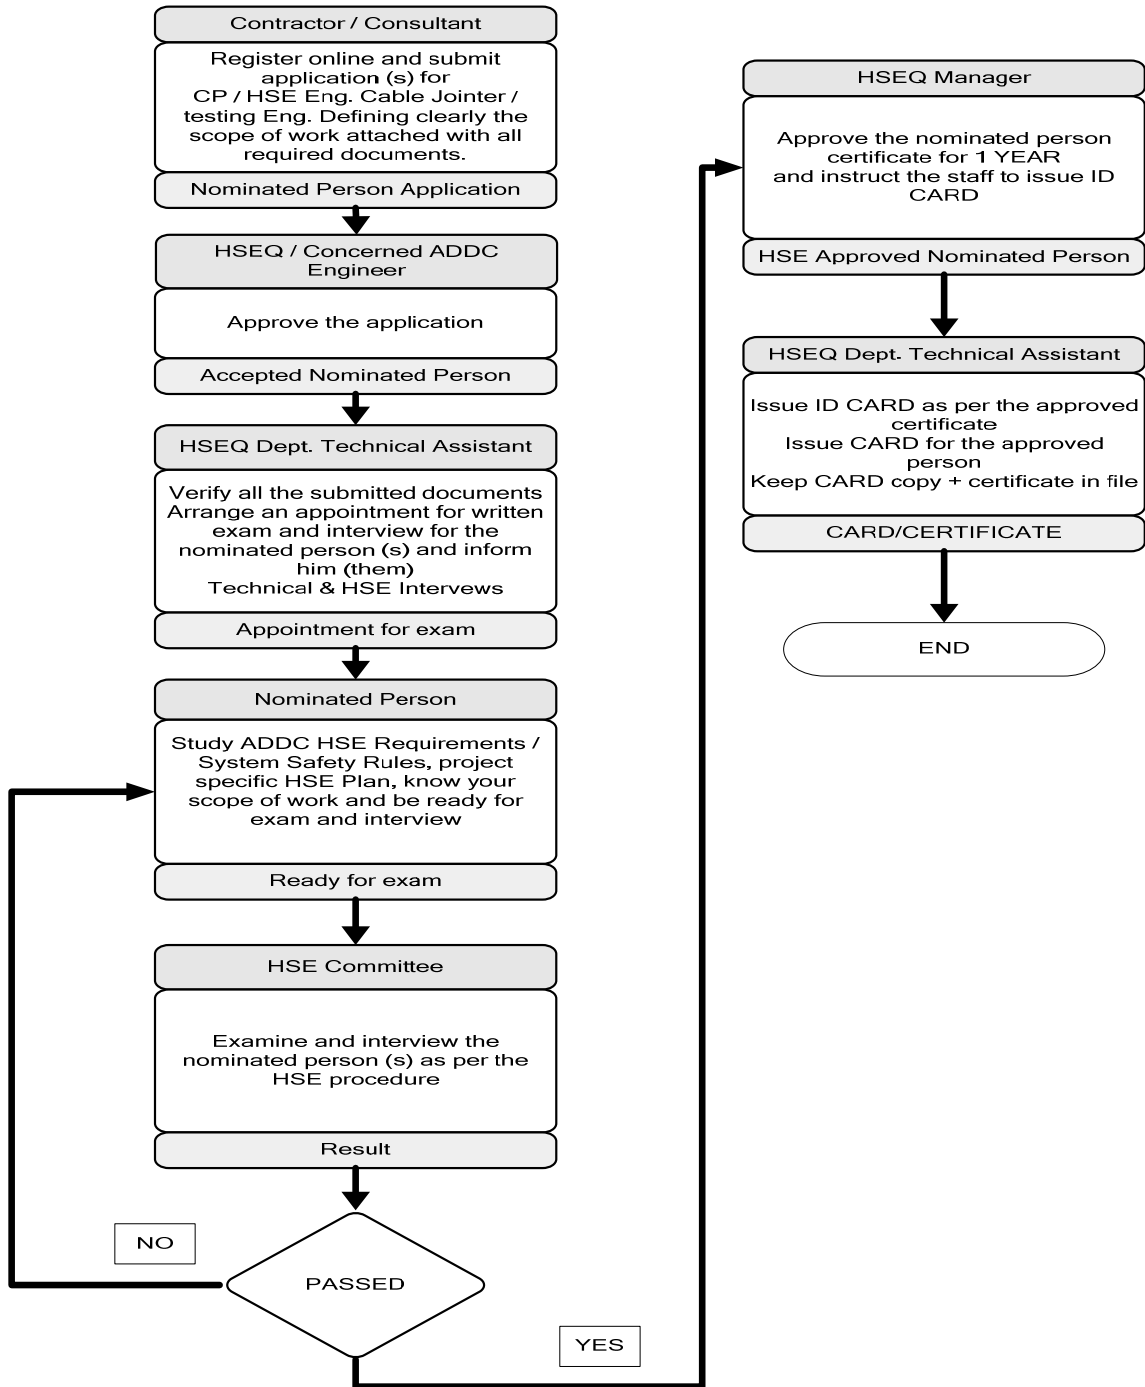 Contractor / Consultant
Register online and submit
application (s) for
CP / HSE Eng. Cable Jointer /
testing Eng. Defining clearly the
scope of work attached with all
required documents.
Nominated Person Application
HSEQ / Concerned ADDC
Engineer
Approve the application
Accepted Nominated Person
HSEQ Dept. Technical Assistant
Verify all the submitted documents
Arrange an appointment for written
exam and interview for the
nominated person (s) and inform
him (them)
Technical & HSE Intervews
Appointment for exam
Nominated Person
Study ADDC HSE Requirements /
System Safety Rules, project
specific HSE Plan, know your
scope of work and be ready for
exam and interview
Ready for exam
HSE Committee
Examine and interview the
nominated person (s) as per the
HSE procedure
Result
NO
PASSED
YES
HSEQ Manager
Approve the nominated person
certificate for 1 YEAR
and instruct the staff to issue ID
CARD
HSE Approved Nominated Person
HSEQ Dept. Technical Assistant
Issue ID CARD as per the approved
certificate
Issue CARD for the approved
person
Keep CARD copy + certificate in file
CARD/CERTIFICATE
END